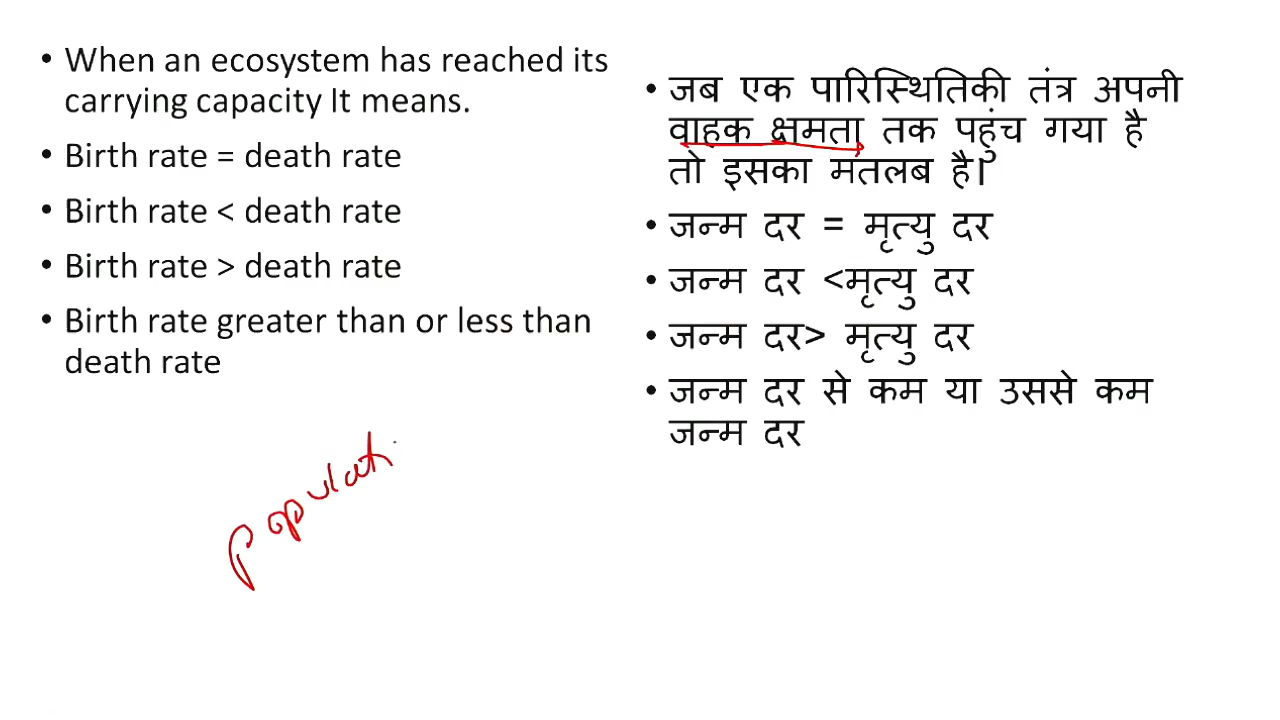 • When an ecosystem has reached its
carrying capacity It means.
• Birth rate = death rate
• Birth rate < death rate
• Birth rate > death rate
• Birth rate greater than or less than
death rate
• जब एक पारिस्थितिकी तंत्र अपनी
वाहक क्षमता तक पहुंच गया है
तो इसका मतलब है।
• जन्म दर = मृत्यु दर
• जन्म दर <मृत्यु दर
• जन्म दर> मृत्यु दर
• जन्म दर से कम या उससे कम
जन्म दर
Populati